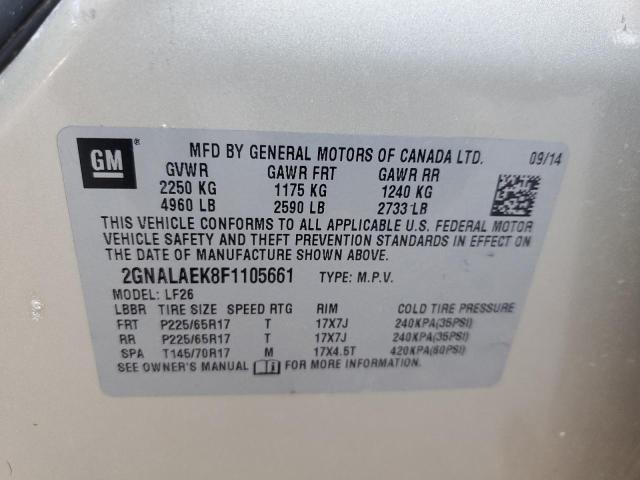 GM ®
MFD BY GENERAL MOTORS OF CANADA LTD. 09/14
GVWR GAWR FRT GAWR RR
2250 KG 1175 KG 1240 KG
4960 LB 2590 LB 2733 LB
THIS VEHICLE CONFORMS TO ALL APPLICABLE U.S. FEDERAL MOTOR
VEHICLE SAFETY AND THEFT PREVENTION STANDARDS IN EFFECT ON
THE DATE OF MANUFACTURE SHOWN ABOVE.
2GNALAEK8F1105661 TYPE: M.P.V.
MODEL: LF26
LBBR TIRE SIZE SPEED RTG RIM COLD TIRE PRESSURE
FRT P225/65R17 T 17X7J 240KPA(35PSI)
RR P225/65R17 T 17X7J 240KPA(35PSI)
SPA T145/70R17 M 17X4.5T 420KPA(60PSI)
SEE OWNER'S MANUAL FOR MORE INFORMATION.